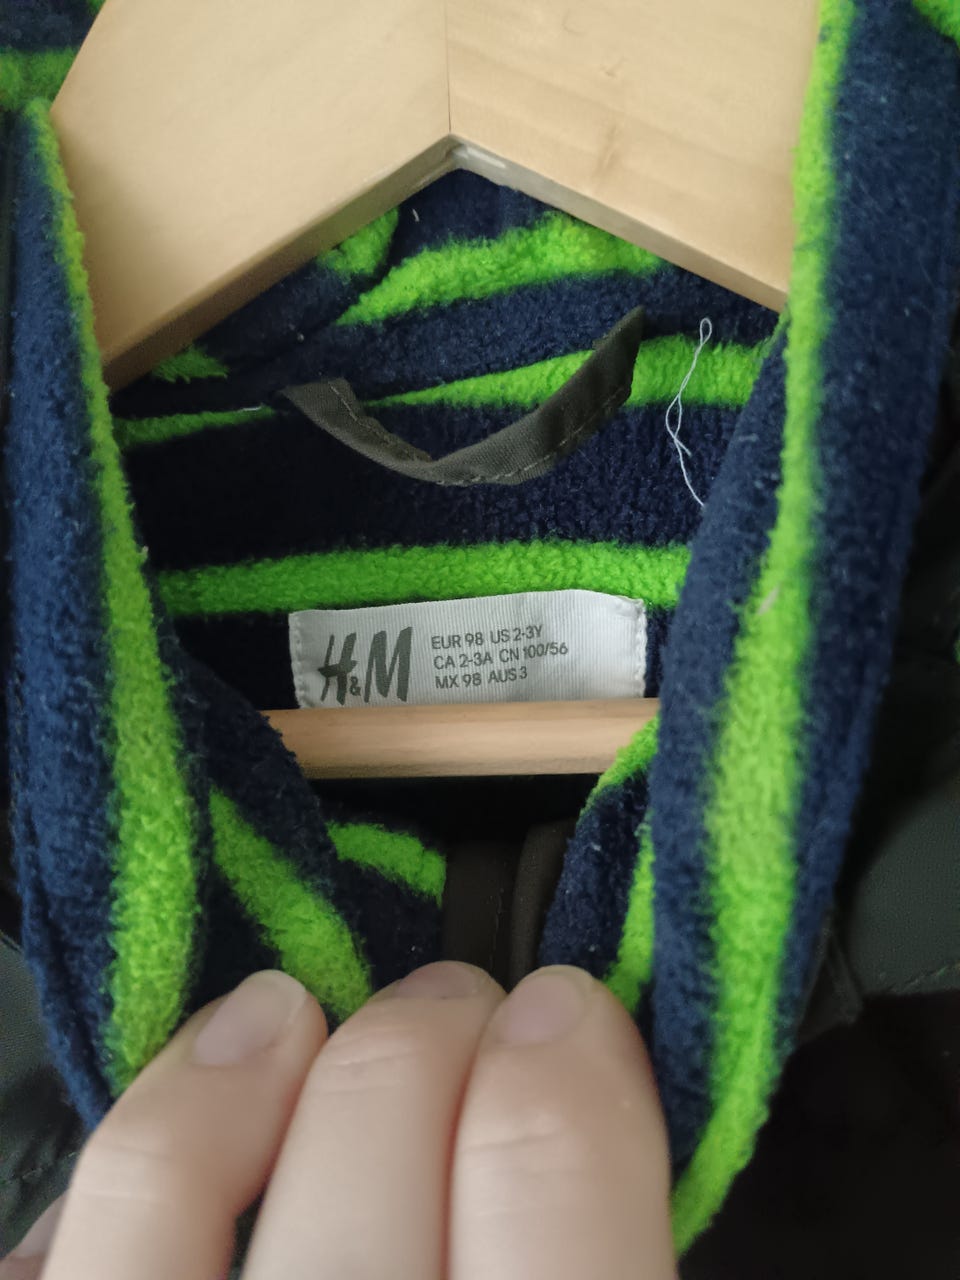 H&M
EUR 98 US 2-3Y
CA 2-3A CN 100/56
MX 98 AUS 3